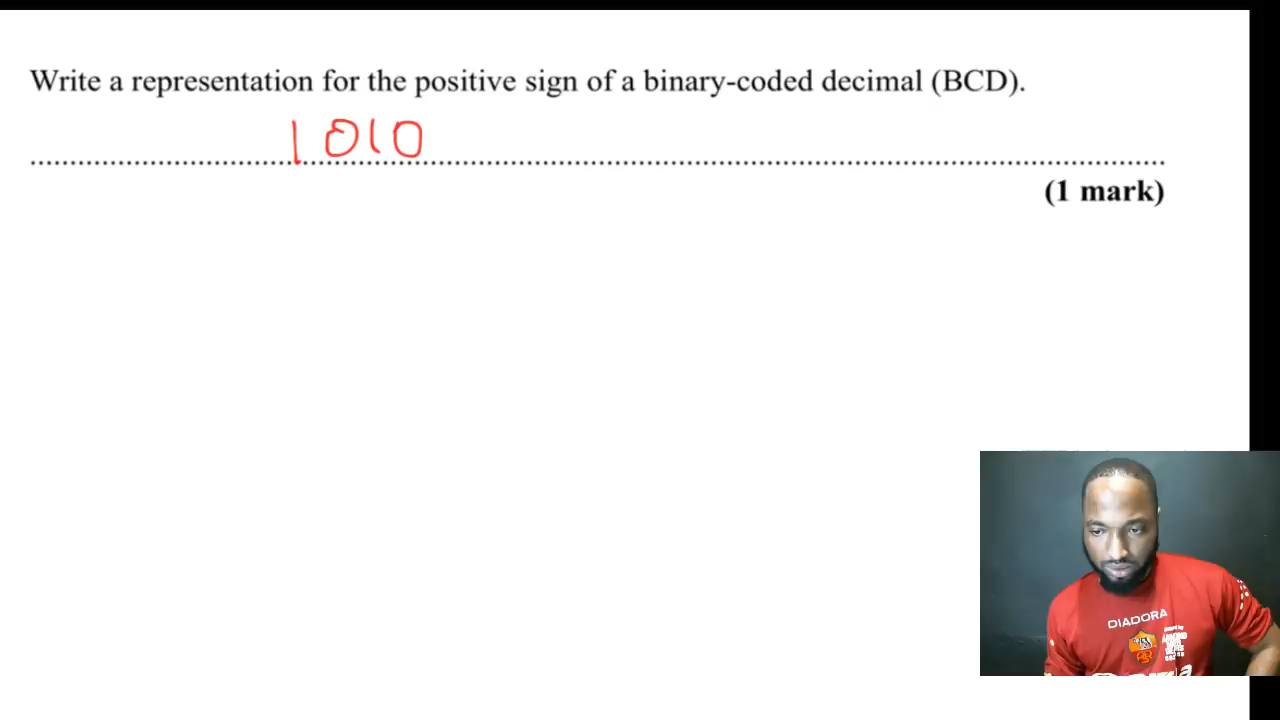 Write a representation for the positive sign of a binary-coded decimal (BCD).
1010
(1 mark)
DIADORA